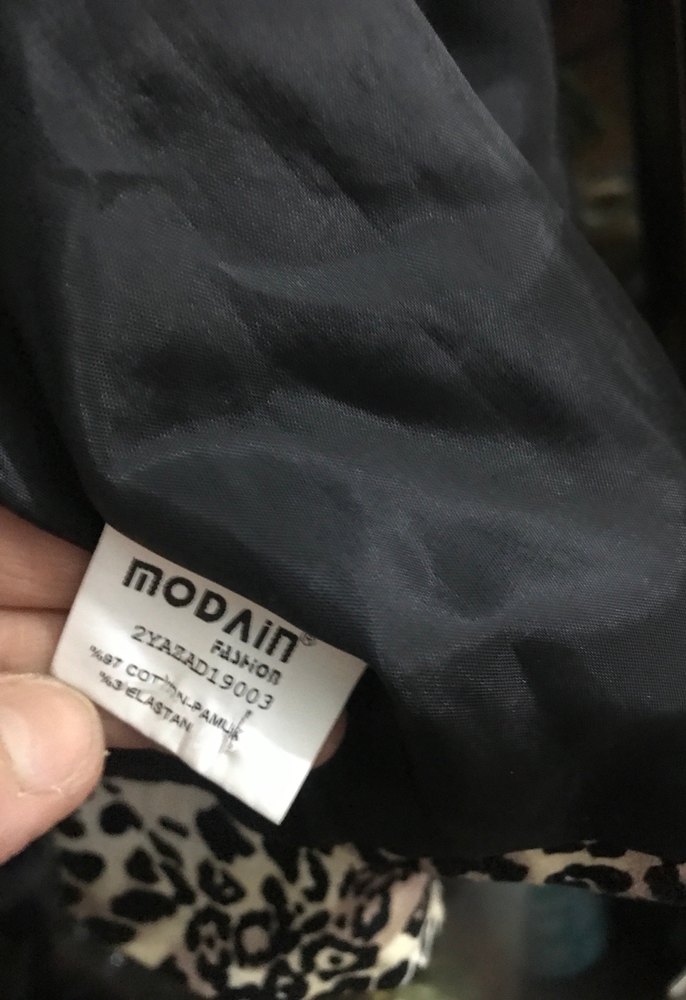 MODAiN®
FASHION
2YAZAD19003
%97 COTTON-PAMUK
%3 ELASTAN